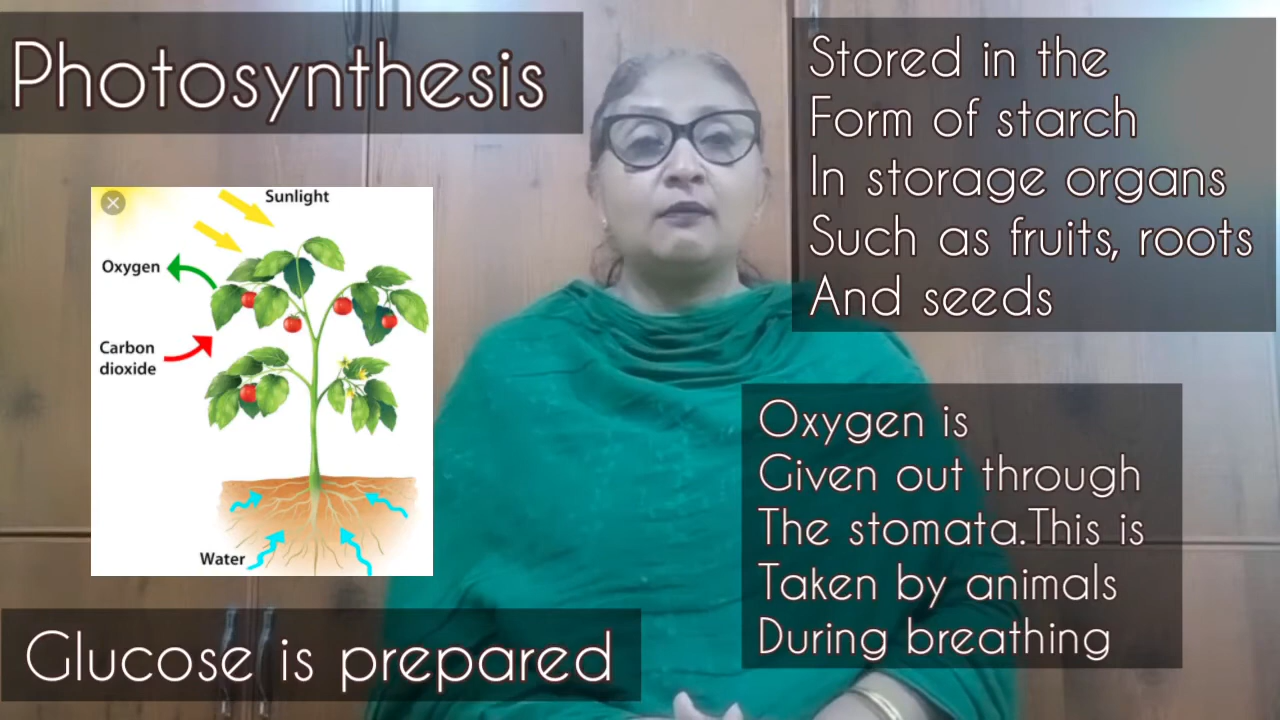 Photosynthesis
Sunlight
Oxygen
Carbon
dioxide
Water
Glucose is prepared
Stored in the
Form of starch
In storage organs
Such as fruits, roots
And seeds
Oxygen is
Given out through
The stomata.This is
Taken by animals
During breathing